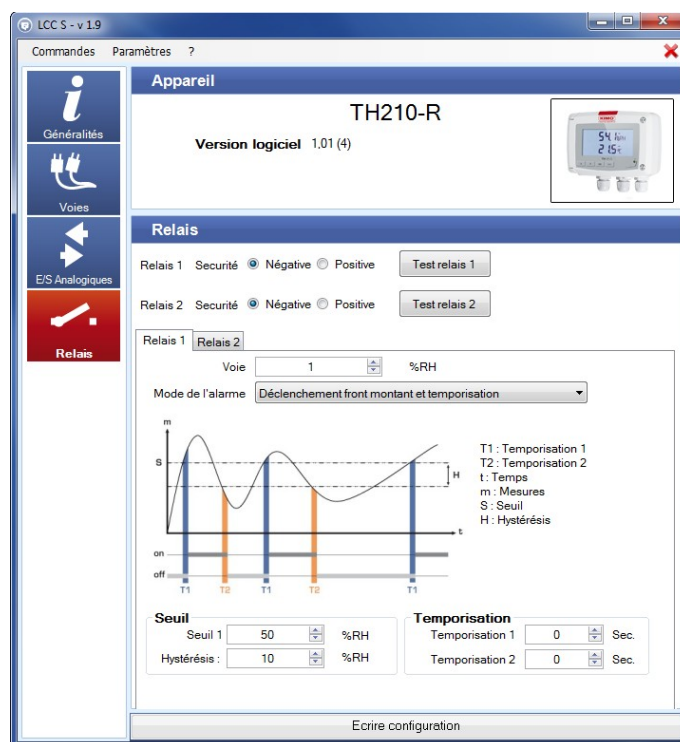 LCC S - v 1.9
Commandes Paramètres ?
Généralités
Voies
E/S Analogiques
Relais
Appareil
TH210-R
Version logiciel 1.01 (4)
Relais
Relais 1 Securité Négative Positive Test relais 1
Relais 2 Securité Négative Positive Test relais 2
Relais 1 Relais 2
Voie 1 %RH
Mode de l'alarme Déclenchement front montant et temporisation
m
S
H
t
on
off
T1 T2 T1 T2 T1
T1 : Temporisation 1
T2 : Temporisation 2
t : Temps
m : Mesures
S : Seuil
H : Hystérésis
Seuil
Seuil 1 50 %RH
Hystérésis : 10 %RH
Temporisation
Temporisation 1 0 Sec.
Temporisation 2 0 Sec.
Ecrire configuration